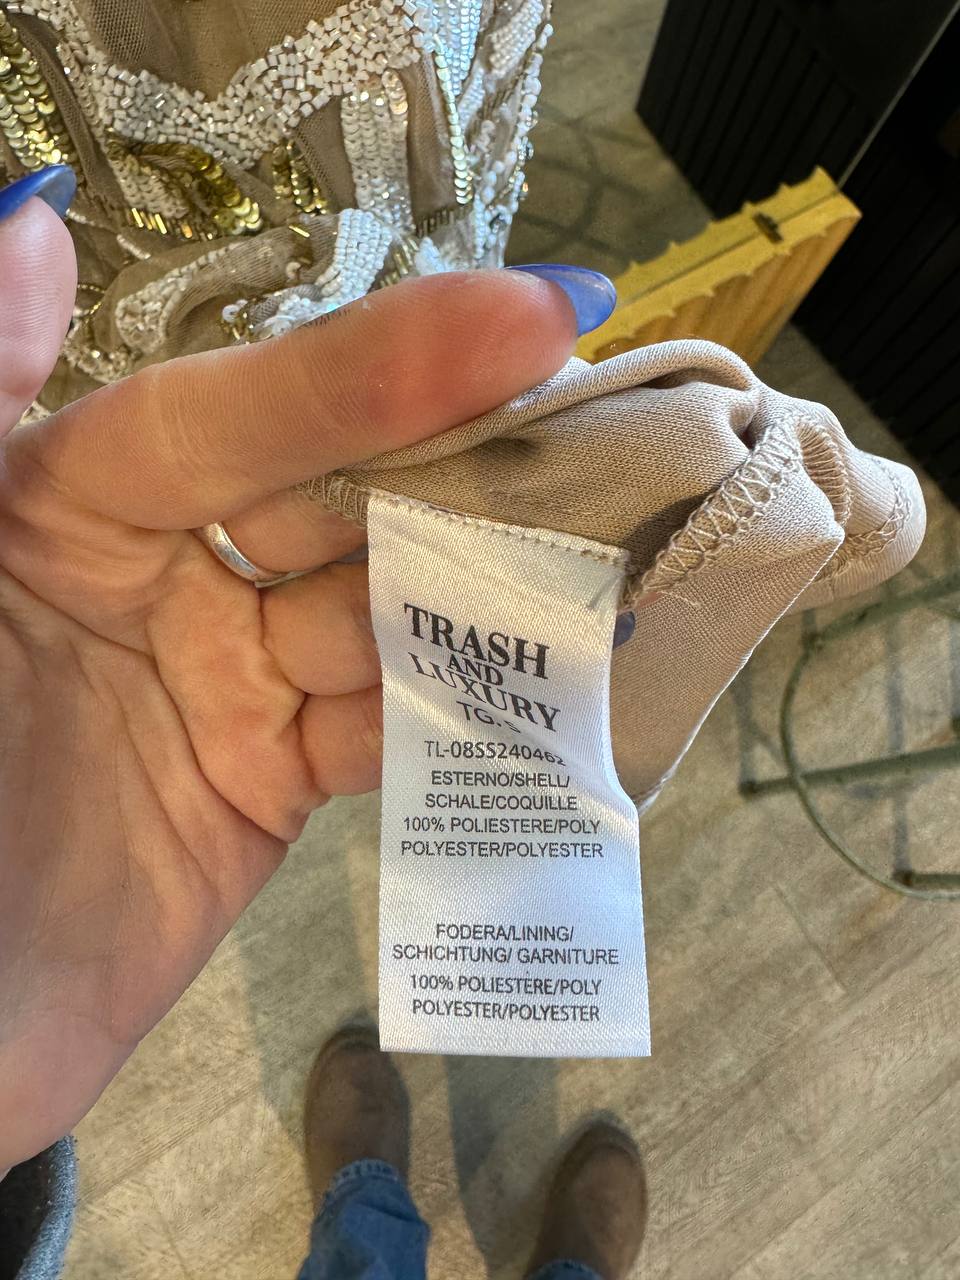 TRASH
AND
LUXURY
TG. S
TL-08SS240462
ESTERNO/SHELL/
SCHALE/COQUILLE
100% POLIESTERE/POLY
POLYESTER/POLYESTER
FODERA/LINING/
SCHICHTUNG/ GARNITURE
100% POLIESTERE/POLY
POLYESTER/POLYESTER